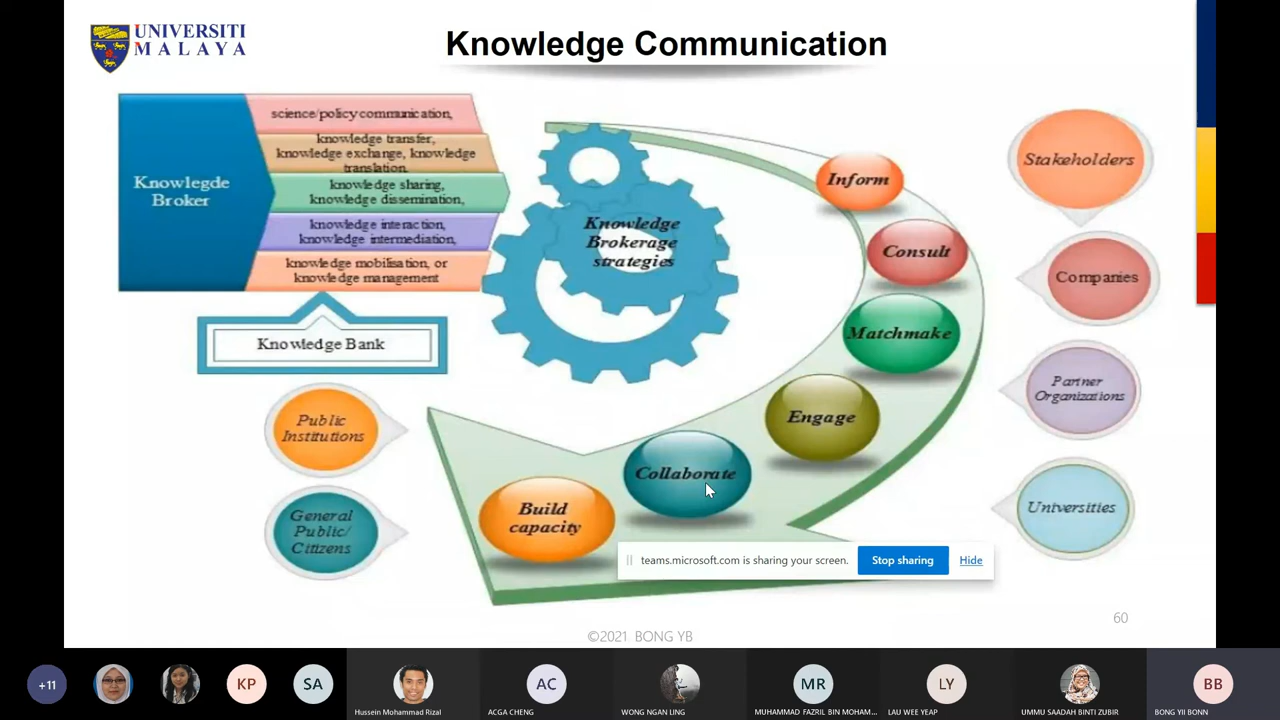 UNIVERSITI
MALAYA
Knowledge Communication
Knowlegde
Broker
science/policy communication,
knowledge transfer,
knowledge exchange, knowledge
translation,
knowledge sharing,
knowledge dissemination,
knowledge interaction,
knowledge intermediation,
knowledge mobilisation, or
knowledge management
Knowledge Bank
Public
Institutions
General
Public/
Citizens
Knowledge
Brokerage
strategies
Inform
Consult
Matchmake
Engage
Collaborate
Build
capacity
Stakeholders
Companies
Partner
Organizations
Universities
teams.microsoft.com is sharing your screen.
Stop sharing
Hide
60
©2021 BONG YB
+11
KP
SA
Hussein Mohammad Rizal
AC
ACGA CHENG
WONG NGAN LING
MR
MUHAMMAD FAZRIL BIN MOHAM...
LY
LAU WEE YEAP
UMMU SAADAH BINTI ZUBIR
BB
BONG YII BONN